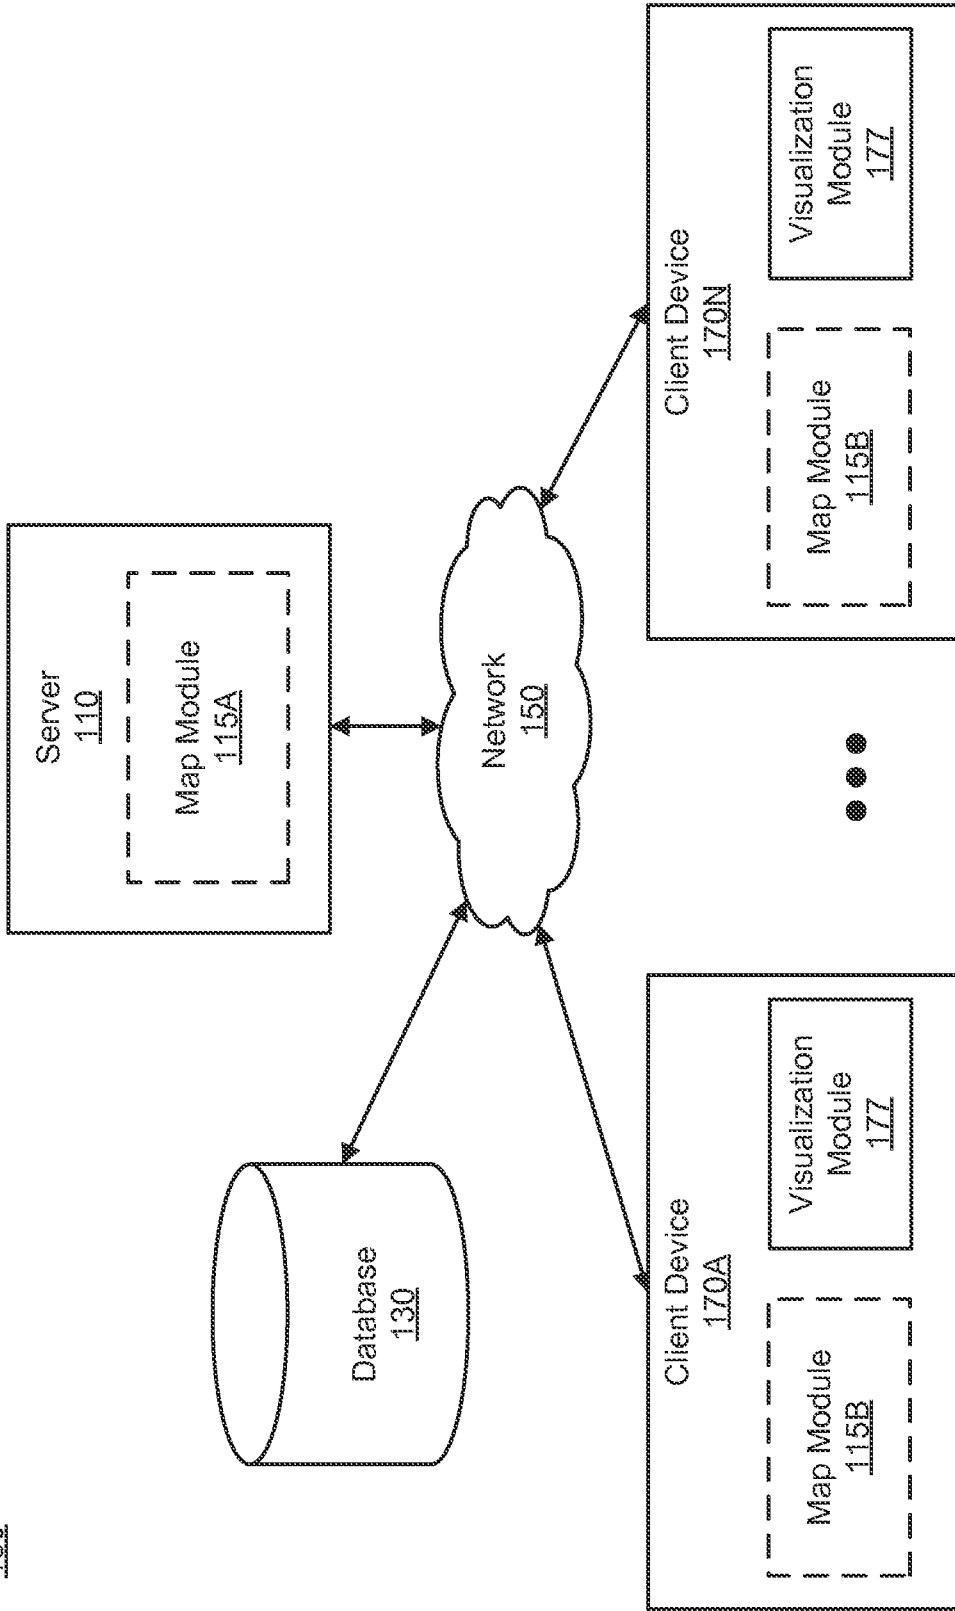 Server
110
Map Module
115A
Database
130
Network
150
Client Device
170A
Map Module
115B
Visualization
Module
177
Client Device
170N
Map Module
115B
Visualization
Module
177